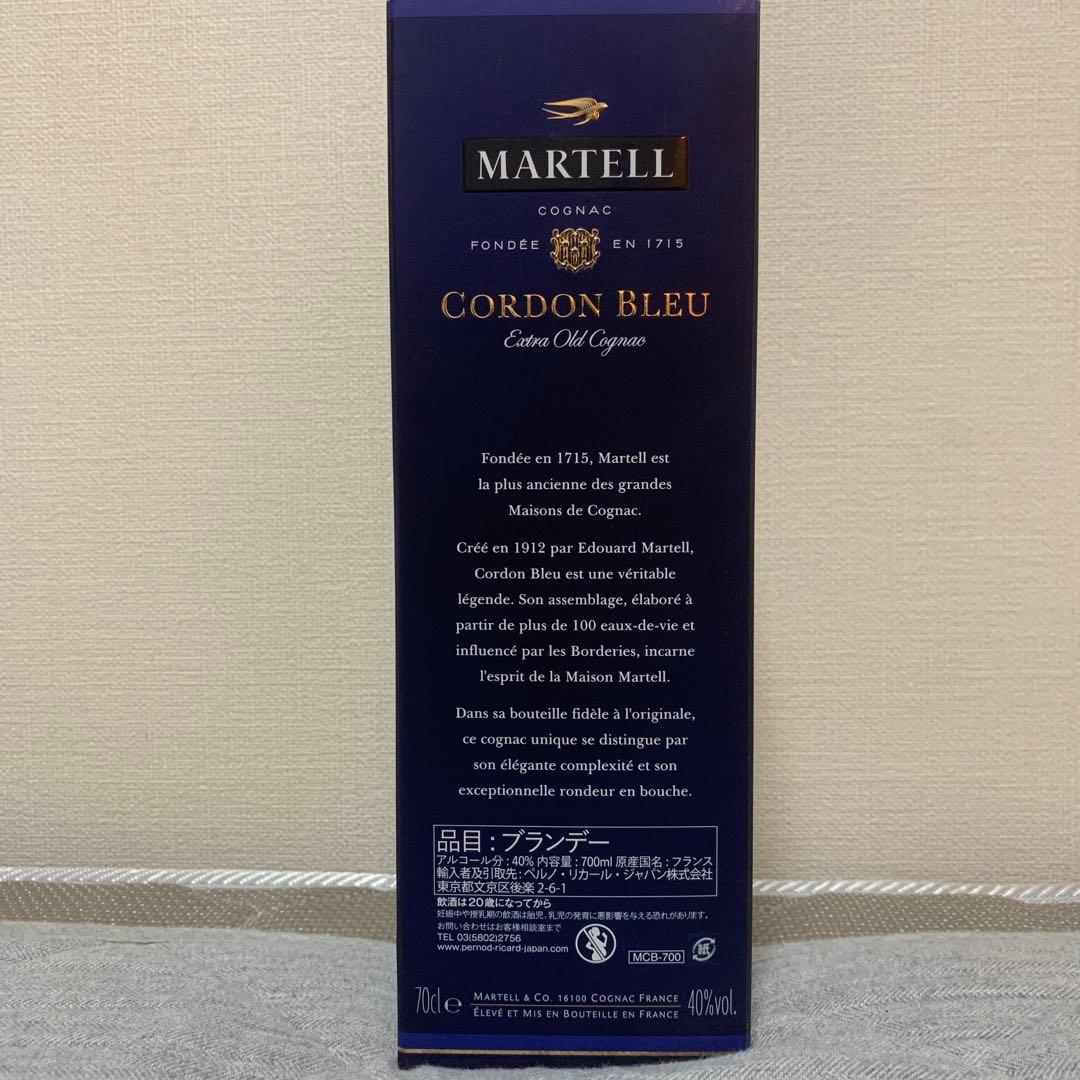 MARTELL
COGNAC
FONDÉE EN 1715
CORDON BLEU
Extra Old Cognac
Fondée en 1715, Martell est
la plus ancienne des grandes
Maisons de Cognac.
Créé en 1912 par Edouard Martell,
Cordon Bleu est une véritable
légende. Son assemblage, élaboré à
partir de plus de 100 eaux-de-vie et
influencé par les Borderies, incarne
l'esprit de la Maison Martell.
Dans sa bouteille fidèle à l'originale,
ce cognac unique se distingue par
son élégante complexité et son
exceptionnelle rondeur en bouche.
品目:ブランデー
アルコール分:40% 内容量:700ml 原産国名:フランス
輸入者及引取先:ペルノ・リカール・ジャパン株式会社
東京都文京区後楽 2-6-1
飲酒は20歳になってから
妊娠中や授乳期の飲酒は胎児、乳児の発育に悪影響を与える恐れがあります。
お問い合わせはお客様相談室まで
TEL 03(5802)2756
www.pernod-ricard-japan.com
MCB-700
紙
70cl e MARTELL & CO. 16100 COGNAC FRANCE 40%vol.
ÉLEVÉ ET MIS EN BOUTEILLE EN FRANCE